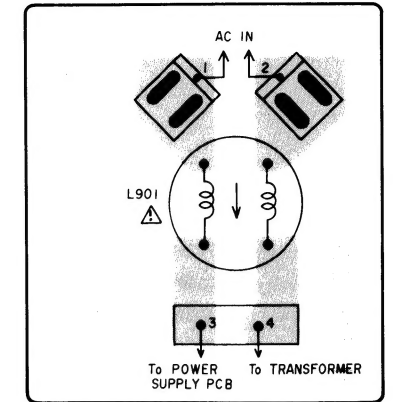 AC IN
1 2
L901
3 4
To POWER
SUPPLY PCB
To TRANSFORMER